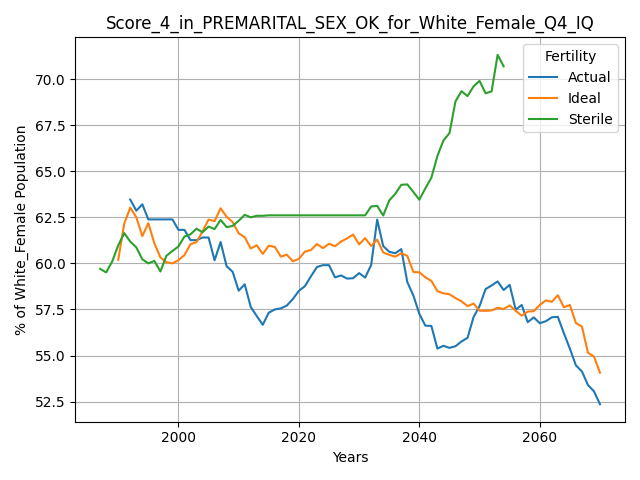 Score_4_in_PREMARITAL_SEX_OK_for_White_Female_Q4_IQ
% of White_Female Population
70.0
67.5
65.0
62.5
60.0
57.5
55.0
52.5
Fertility
Actual
Ideal
Sterile
2000
2020
2040
2060
Years